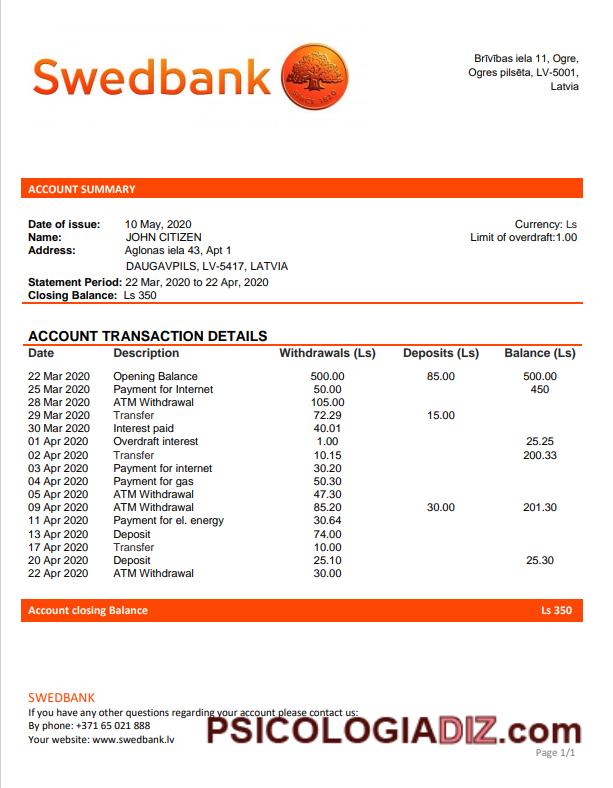 Swedbank
SINCE 1820
Brīvības iela 11, Ogre,
Ogres pilsēta, LV-5001,
Latvia
ACCOUNT SUMMARY
Date of issue: 10 May, 2020 Currency: Ls
Name: JOHN CITIZEN Limit of overdraft:1.00
Address: Aglonas iela 43, Apt 1
DAUGAVPILS, LV-5417, LATVIA
Statement Period: 22 Mar, 2020 to 22 Apr, 2020
Closing Balance: Ls 350
ACCOUNT TRANSACTION DETAILS
Date Description Withdrawals (Ls) Deposits (Ls) Balance (Ls)
22 Mar 2020 Opening Balance 500.00 85.00 500.00
25 Mar 2020 Payment for Internet 50.00 450
28 Mar 2020 ATM Withdrawal 105.00
29 Mar 2020 Transfer 72.29 15.00
30 Mar 2020 Interest paid 40.01
01 Apr 2020 Overdraft interest 1.00 25.25
02 Apr 2020 Transfer 10.15 200.33
03 Apr 2020 Payment for internet 30.20
04 Apr 2020 Payment for gas 50.30
05 Apr 2020 ATM Withdrawal 47.30
09 Apr 2020 ATM Withdrawal 85.20 30.00 201.30
11 Apr 2020 Payment for el. energy 30.64
13 Apr 2020 Deposit 74.00
17 Apr 2020 Transfer 10.00
20 Apr 2020 Deposit 25.10 25.30
22 Apr 2020 ATM Withdrawal 30.00
Account closing Balance Ls 350
SWEDBANK
If you have any other questions regarding your account please contact us:
By phone: +371 65 021 888
Your website: www.swedbank.lv
PSICOLOGIADIZ.com
Page 1/1